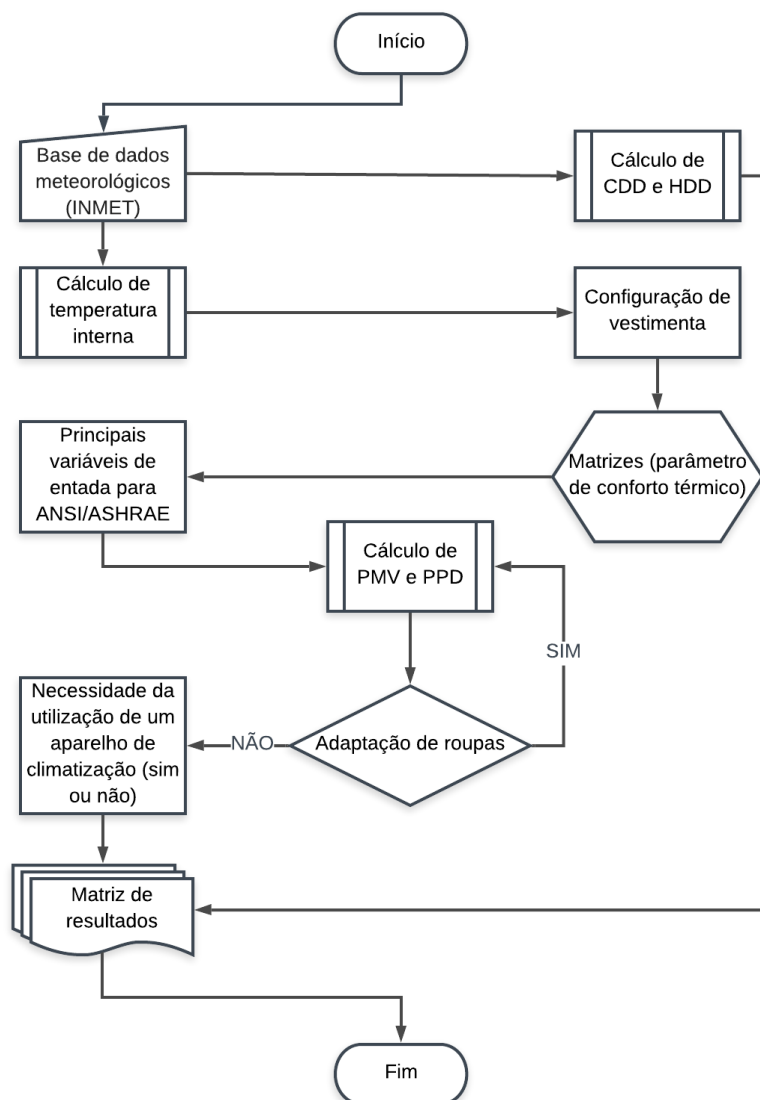 Início
Base de dados
meteorológicos
(INMET)
Cálculo de
CDD e HDD
Cálculo de
temperatura
interna
Configuração de
vestimenta
Principais
variáveis de
entada para
ANSI/ASHRAE
Matrizes (parâmetro
de conforto térmico)
Cálculo de
PMV e PPD
SIM
Necessidade da
utilização de um
aparelho de
climatização (sim
ou não)
NÃO
Adaptação de roupas
Matriz de
resultados
Fim